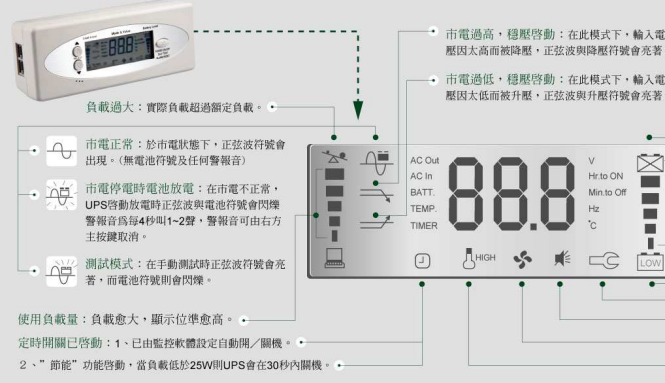 市電過高，穩壓啓動：在此模式下，輸入電
壓因太高而被降壓，正弦波與降壓符號會亮著
市電過低，穩壓啓動：在此模式下，輸入電
壓因太低而被升壓，正弦波與升壓符號會亮著
負載過大：實際負載超過額定負載。
市電正常：於市電狀態下，正弦波符號會
出現。（無電池符號及任何警報音）
市電停電時電池放電：在市電不正常，
UPS啓動放電時正弦波與電池符號會閃爍
警報音爲每4秒叫1~2聲，警報音可由右方
主按鍵取消。
測試模式：在手動測試時正弦波符號會亮
著，而電池符號則會閃爍。
使用負載量：負載愈大，顯示位準愈高。
定時開關已啓動：1、已由監控軟體設定自動開／關機。
2、”節能”功能啓動，當負載低於25W則UPS會在30秒內關機。
AC Out
AC In
BATT.
TEMP.
TIMER
888.8
V
Hr.to ON
Min.to Off
Hz
°C
HIGH
LOW